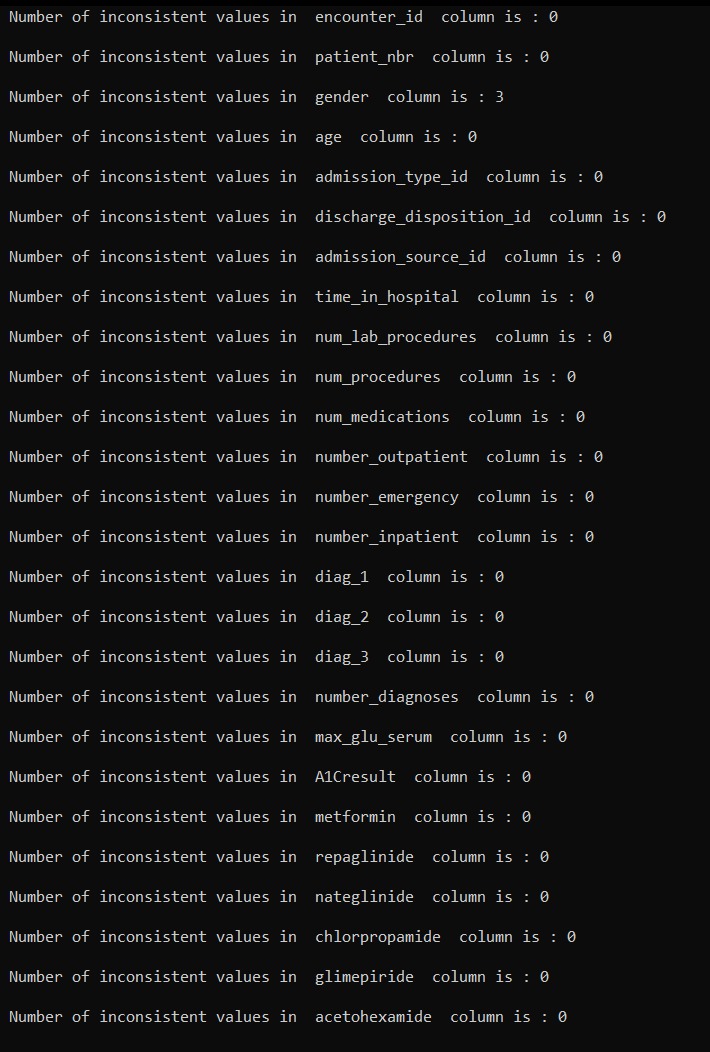 Number of inconsistent values in  encounter_id  column is : 0
Number of inconsistent values in  patient_nbr  column is : 0
Number of inconsistent values in  gender  column is : 3
Number of inconsistent values in  age  column is : 0
Number of inconsistent values in  admission_type_id  column is : 0
Number of inconsistent values in  discharge_disposition_id  column is : 0
Number of inconsistent values in  admission_source_id  column is : 0
Number of inconsistent values in  time_in_hospital  column is : 0
Number of inconsistent values in  num_lab_procedures  column is : 0
Number of inconsistent values in  num_procedures  column is : 0
Number of inconsistent values in  num_medications  column is : 0
Number of inconsistent values in  number_outpatient  column is : 0
Number of inconsistent values in  number_emergency  column is : 0
Number of inconsistent values in  number_inpatient  column is : 0
Number of inconsistent values in  diag_1  column is : 0
Number of inconsistent values in  diag_2  column is : 0
Number of inconsistent values in  diag_3  column is : 0
Number of inconsistent values in  number_diagnoses  column is : 0
Number of inconsistent values in  max_glu_serum  column is : 0
Number of inconsistent values in  A1Cresult  column is : 0
Number of inconsistent values in  metformin  column is : 0
Number of inconsistent values in  repaglinide  column is : 0
Number of inconsistent values in  nateglinide  column is : 0
Number of inconsistent values in  chlorpropamide  column is : 0
Number of inconsistent values in  glimepiride  column is : 0
Number of inconsistent values in  acetohexamide  column is : 0